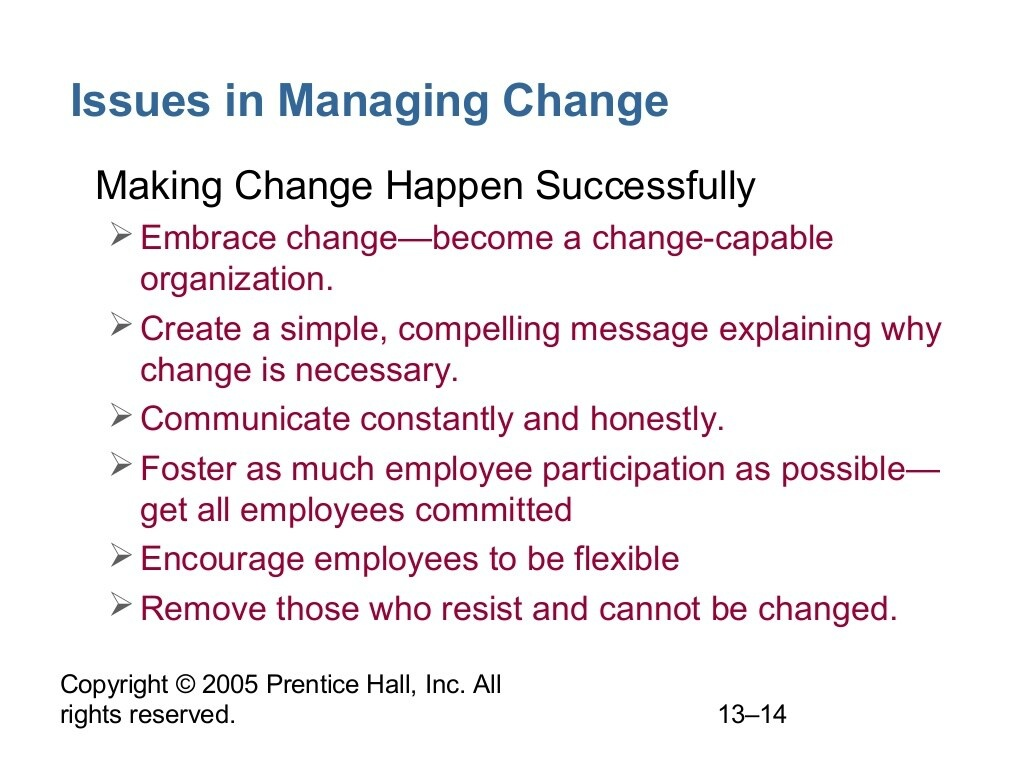 Issues in Managing Change
Making Change Happen Successfully
Embrace change—become a change-capable
organization.
Create a simple, compelling message explaining why
change is necessary.
Communicate constantly and honestly.
Foster as much employee participation as possible—
get all employees committed
Encourage employees to be flexible
Remove those who resist and cannot be changed.
Copyright © 2005 Prentice Hall, Inc. All
rights reserved.
13–14